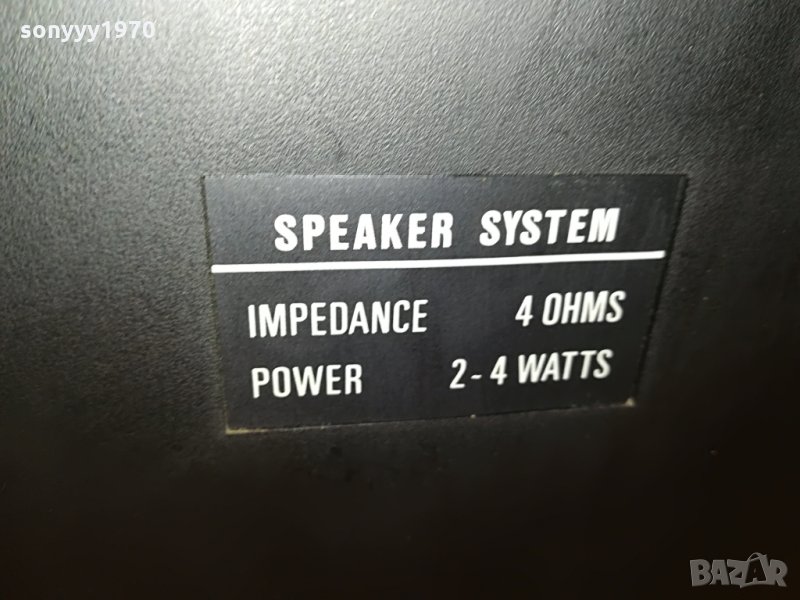 sonyyy1970
SPEAKER SYSTEM
IMPEDANCE 4 OHMS
POWER 2-4 WATTS
BAZAR